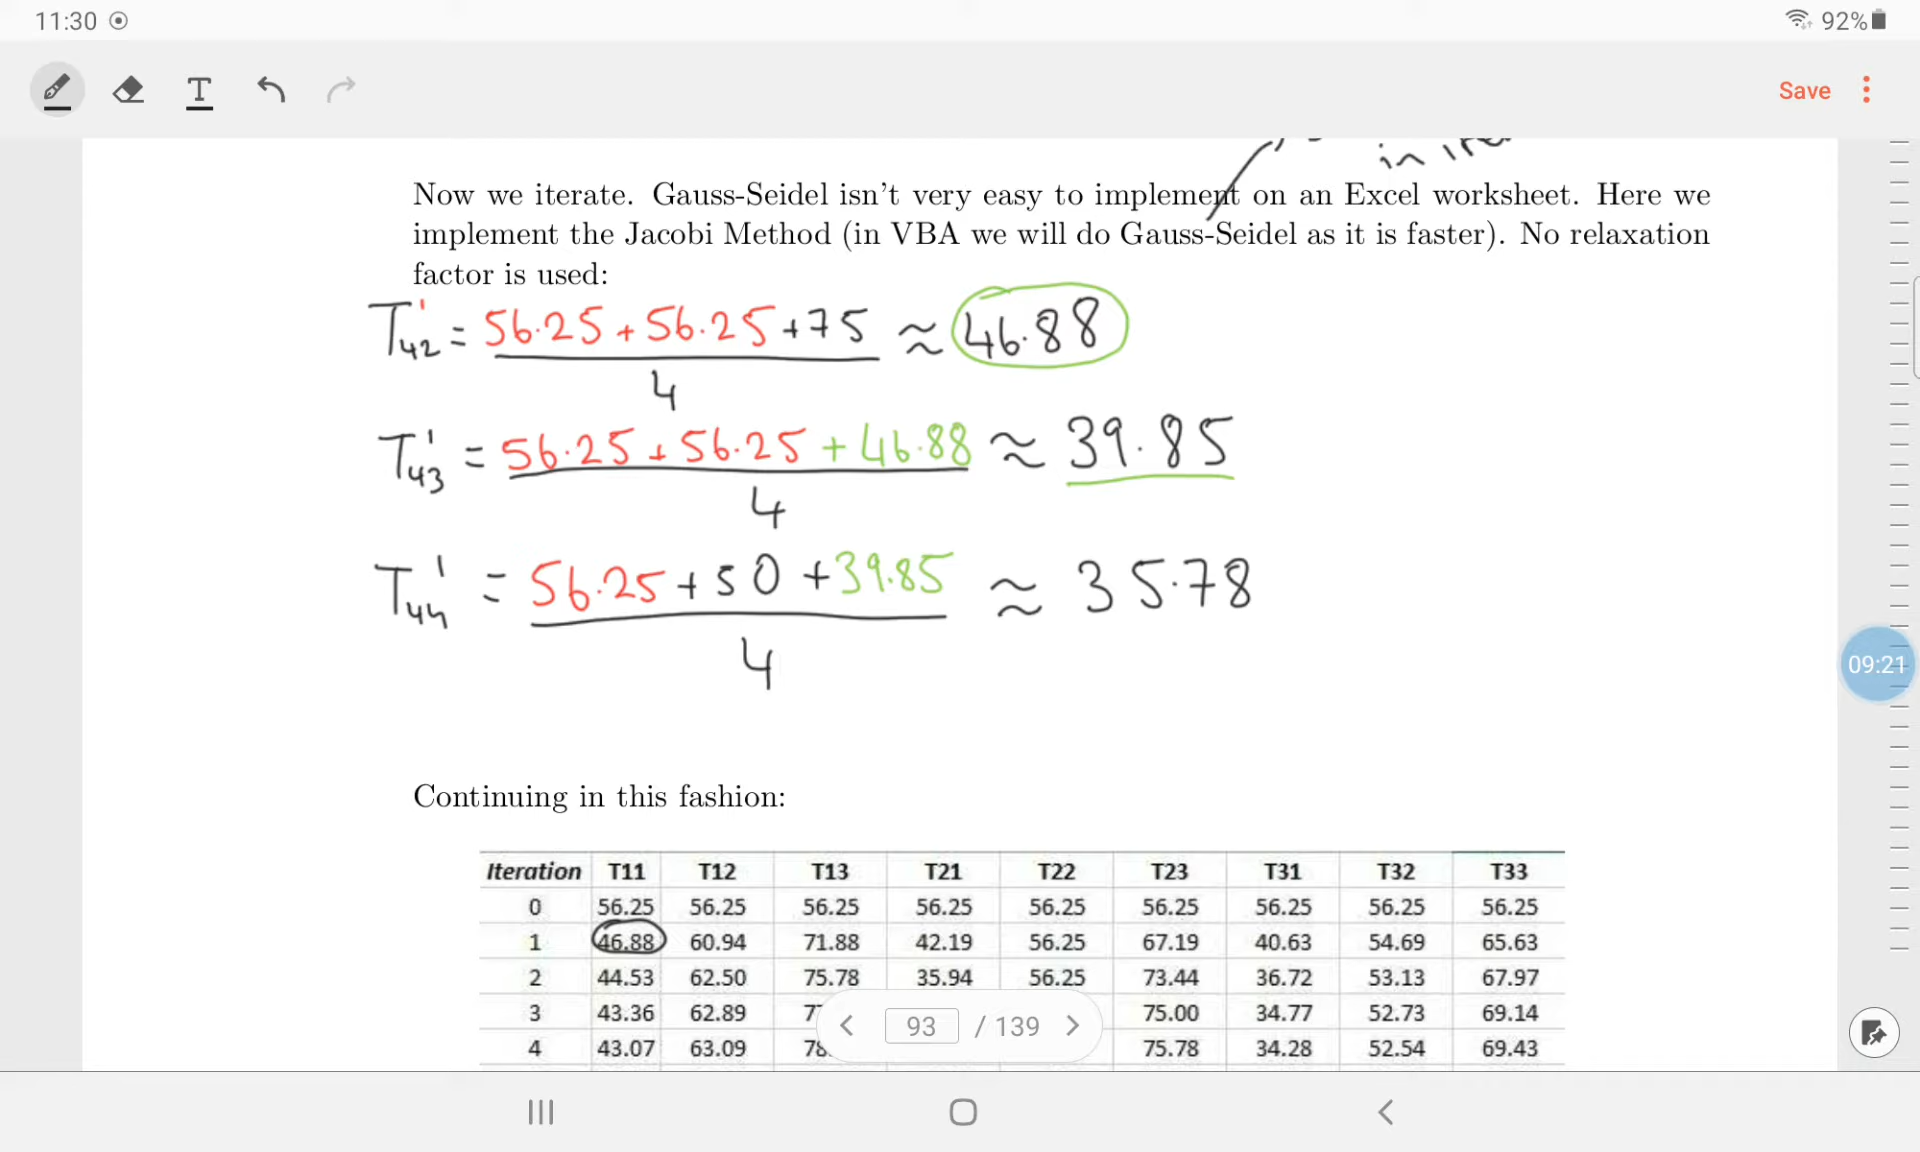 11:30
92%
T
Save
in
Now we iterate. Gauss-Seidel isn't very easy to implement on an Excel worksheet. Here we
implement the Jacobi Method (in VBA we will do Gauss-Seidel as it is faster). No relaxation
factor is used:
T₄₂¹ = 56.25 + 56.25 + 75 ≈ 46.88
4
T₄₃¹ = 56.25 + 56.25 + 46.88 ≈ 39.85
4
T₄₄¹ = 56.25 + 50 + 39.85 ≈ 35.78
4
09:21
Continuing in this fashion:
Iteration T11 T12 T13 T21 T22 T23 T31 T32 T33
0 56.25 56.25 56.25 56.25 56.25 56.25 56.25 56.25 56.25
1 46.88 60.94 71.88 42.19 56.25 67.19 40.63 54.69 65.63
2 44.53 62.50 75.78 35.94 56.25 73.44 36.72 53.13 67.97
3 43.36 62.89 75.00 34.77 52.73 69.14
4 43.07 63.09 78. 75.78 34.28 52.54 69.43
93 / 139